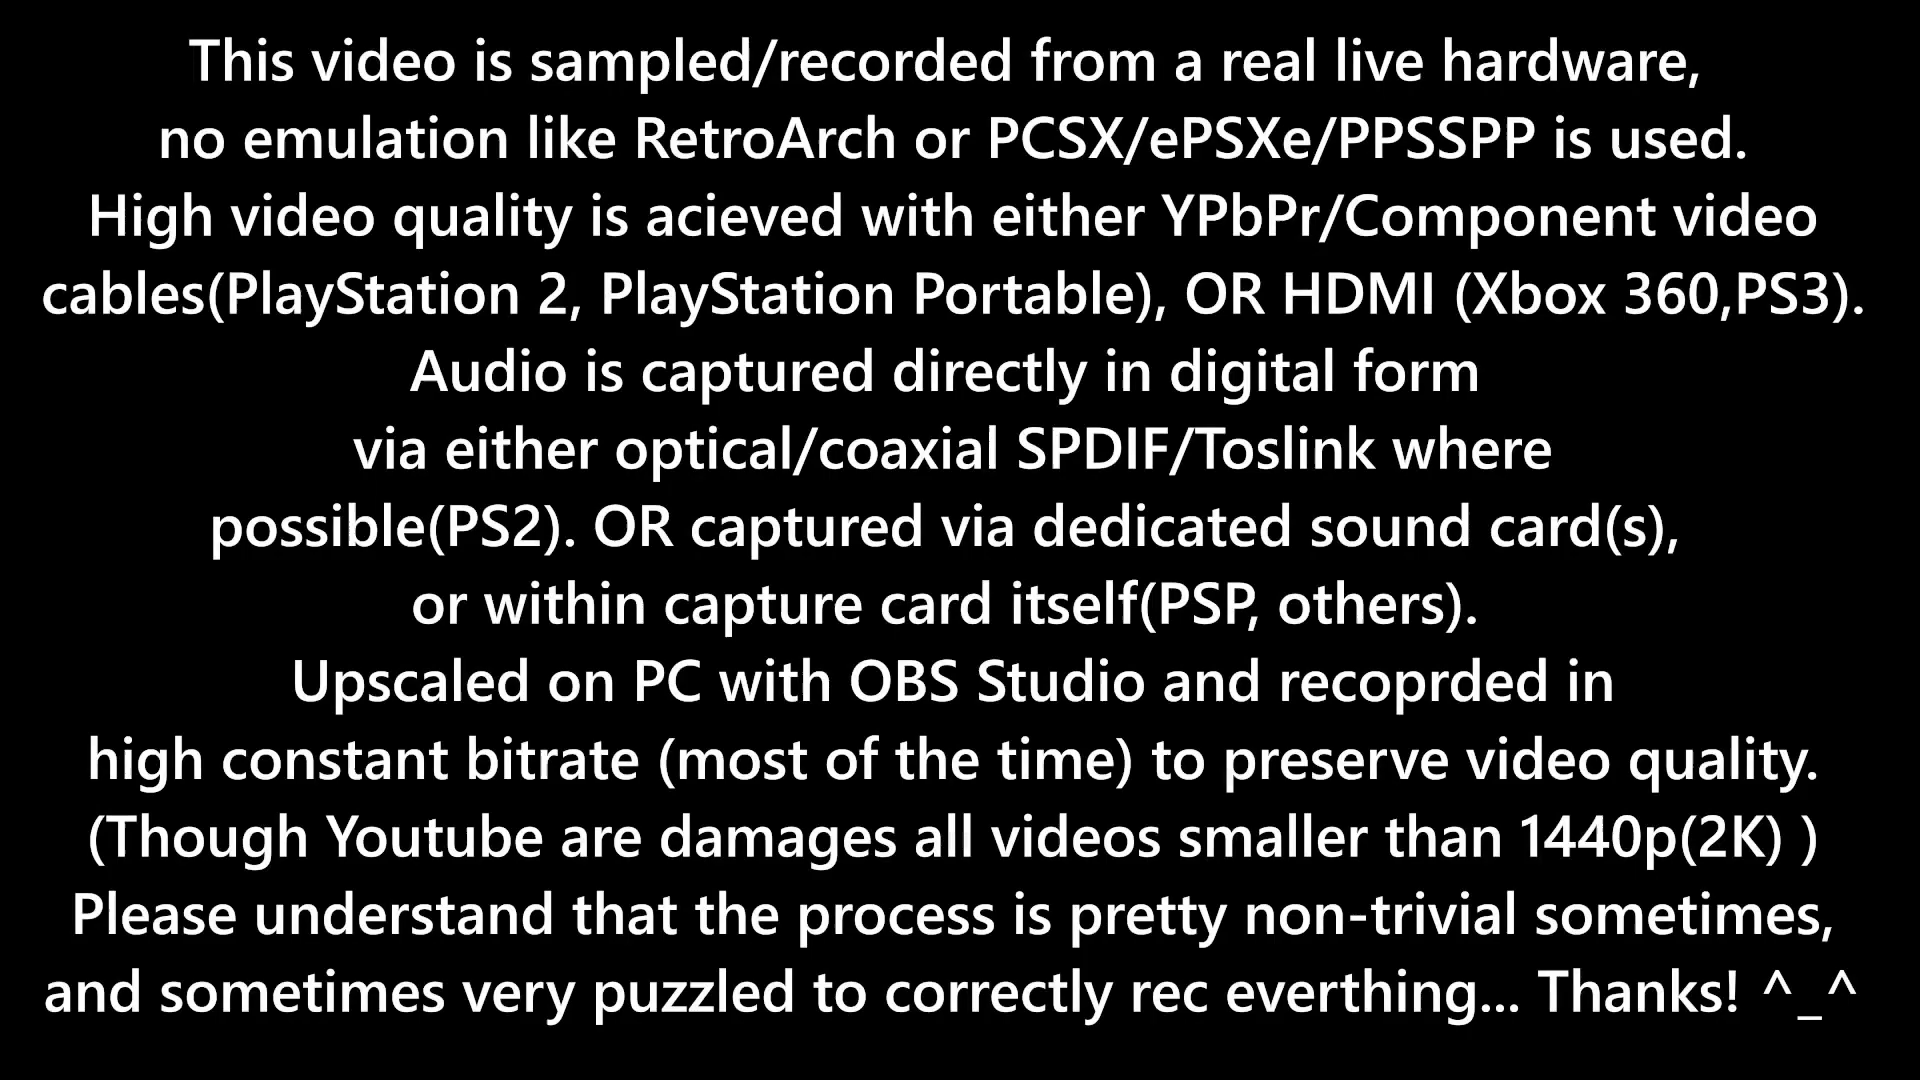 This video is sampled/recorded from a real live hardware,
no emulation like RetroArch or PCSX/ePSXe/PPSSPP is used.
High video quality is acieved with either YPbPr/Component video
cables(PlayStation 2, PlayStation Portable), OR HDMI (Xbox 360,PS3).
Audio is captured directly in digital form
via either optical/coaxial SPDIF/Toslink where
possible(PS2). OR captured via dedicated sound card(s),
or within capture card itself(PSP, others).
Upscaled on PC with OBS Studio and recoprded in
high constant bitrate (most of the time) to preserve video quality.
(Though Youtube are damages all videos smaller than 1440p(2K) )
Please understand that the process is pretty non-trivial sometimes,
and sometimes very puzzled to correctly rec everthing... Thanks! ^_^